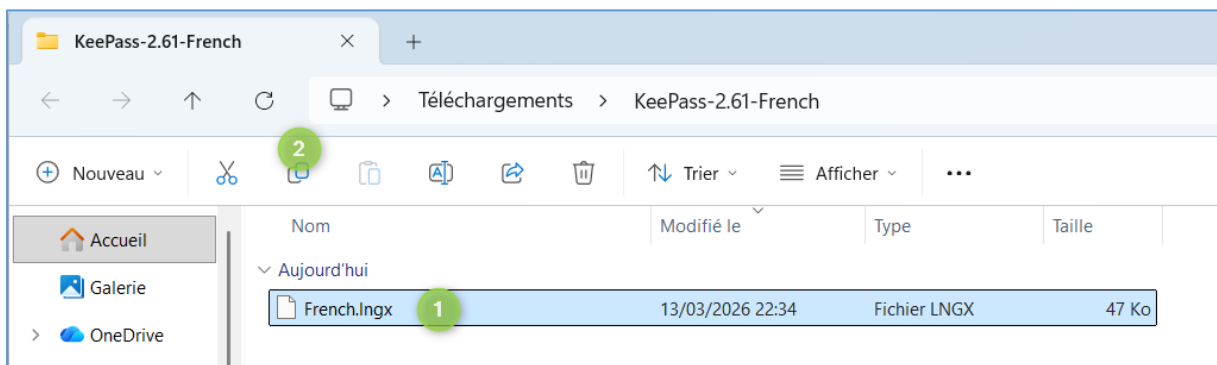 KeePass-2.61-French
Téléchargements > KeePass-2.61-French
Nouveau 2 Trier Afficher
Accueil Nom Modifié le Type Taille
Galerie Aujourd'hui
French.lngx 1 13/03/2026 22:34 Fichier LNGX 47 Ko
OneDrive